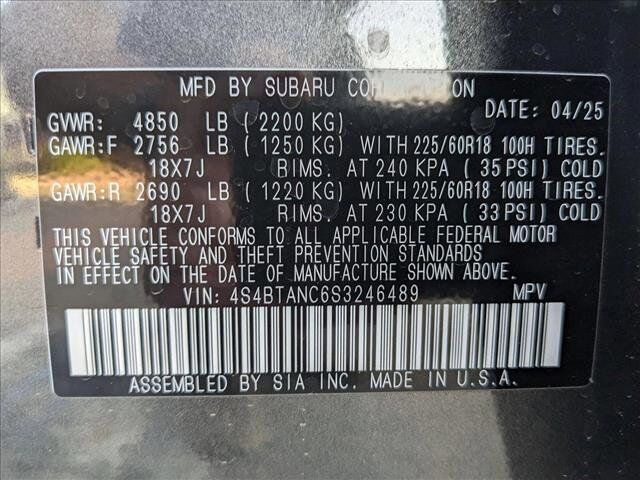 MFD BY SUBARU CORPORATION
DATE: 04/25
GVWR: 4850 LB ( 2200 KG)
GAWR:F 2756 LB ( 1250 KG) WITH 225/60R18 100H TIRES.
18X7J RIMS. AT 240 KPA ( 35 PSI) COLD
GAWR:R 2690 LB ( 1220 KG) WITH 225/60R18 100H TIRES.
18X7J RIMS. AT 230 KPA ( 33 PSI) COLD
THIS VEHICLE CONFORMS TO ALL APPLICABLE FEDERAL MOTOR
VEHICLE SAFETY AND THEFT PREVENTION STANDARDS
IN EFFECT ON THE DATE OF MANUFACTURE SHOWN ABOVE.
VIN: 4S4BTANC6S3246489 MPV
ASSEMBLED BY SIA INC. MADE IN U.S.A.